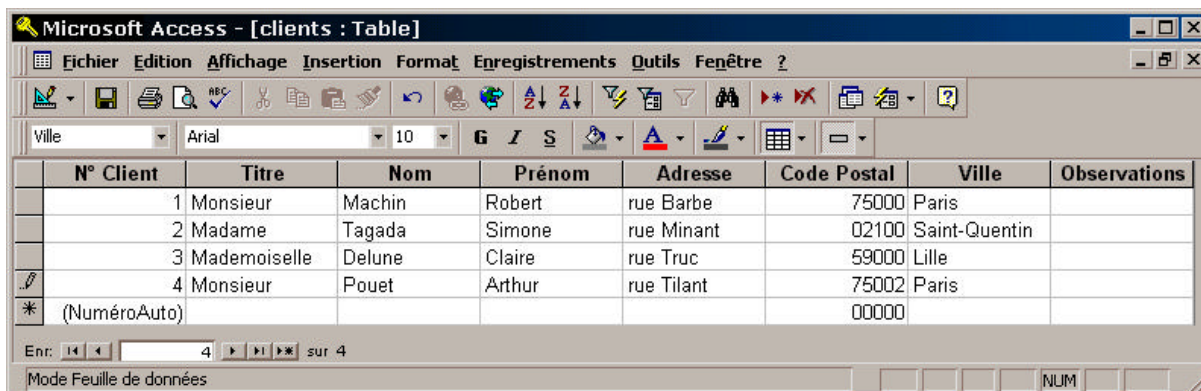 Microsoft Access - [clients : Table]
Fichier Edition Affichage Insertion Format Enregistrements Outils Fenêtre ?
Ville Arial 10 G I S A
N° Client Titre Nom Prénom Adresse Code Postal Ville Observations
1 Monsieur Machin Robert rue Barbe 75000 Paris
2 Madame Tagada Simone rue Minant 02100 Saint-Quentin
3 Mademoiselle Delune Claire rue Truc 59000 Lille
4 Monsieur Pouet Arthur rue Tilant 75002 Paris
(NuméroAuto) 00000
Enr: 4 sur 4
Mode Feuille de données NUM